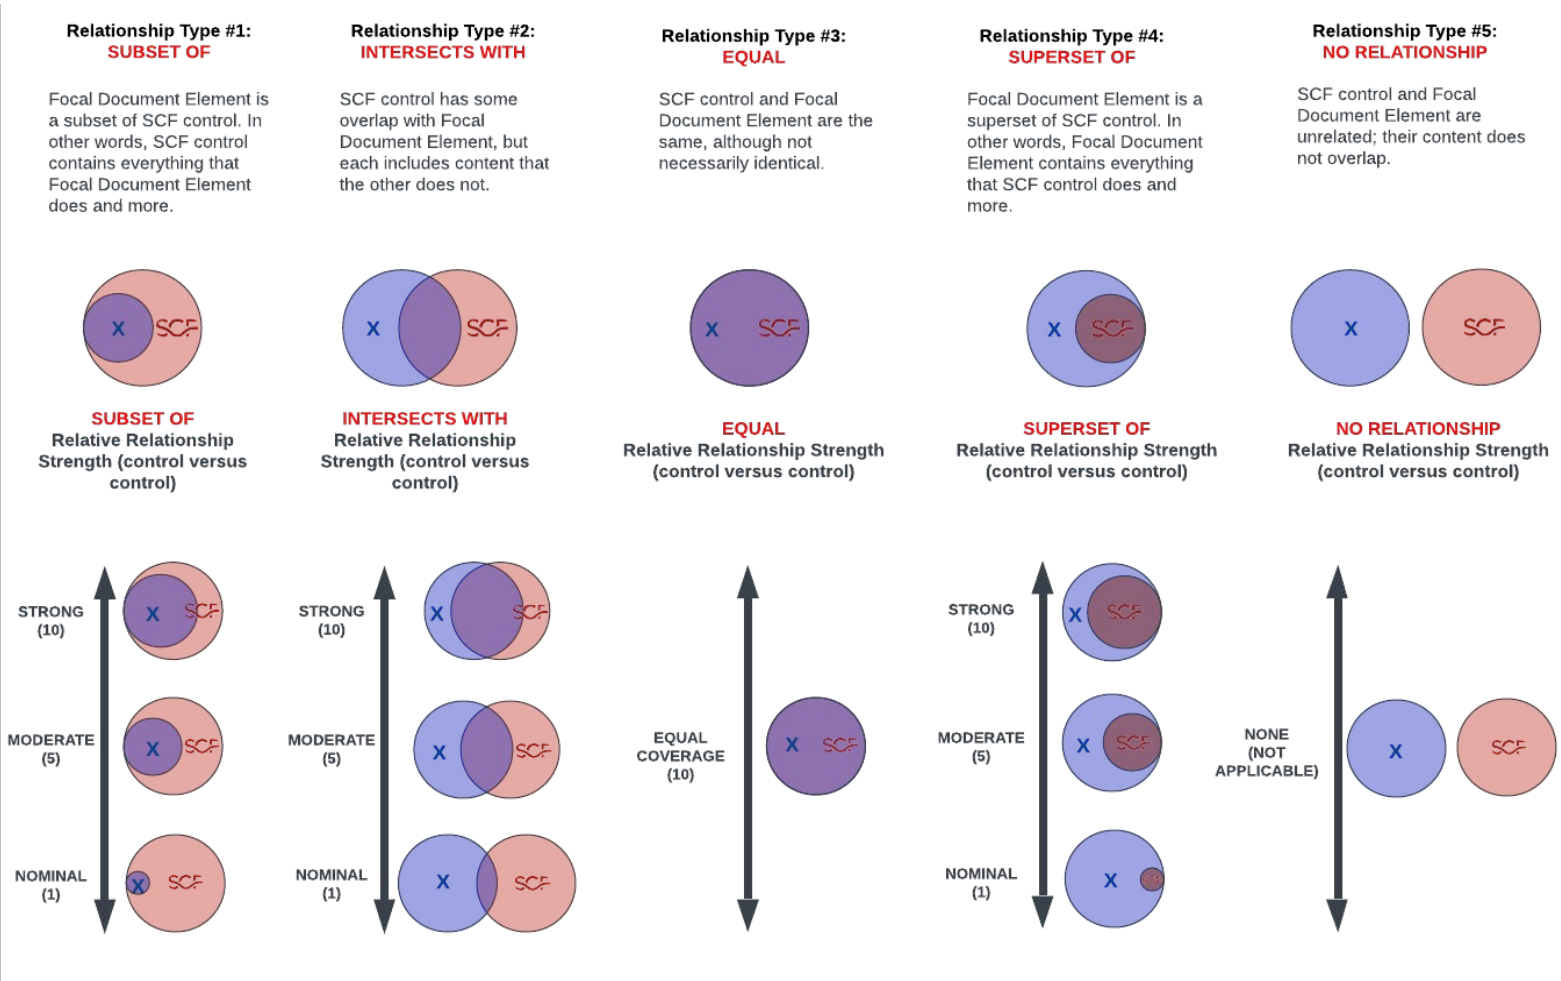 Relationship Type #1:
SUBSET OF
Focal Document Element is
a subset of SCF control. In
other words, SCF control
contains everything that
Focal Document Element
does and more.
X
SCF
SUBSET OF
Relative Relationship
Strength (control versus
control)
STRONG
(10)
X
SCF
MODERATE
(5)
X
SCF
NOMINAL
(1)
X
SCF
Relationship Type #2:
INTERSECTS WITH
SCF control has some
overlap with Focal
Document Element, but
each includes content that
the other does not.
X
SCF
INTERSECTS WITH
Relative Relationship
Strength (control versus
control)
STRONG
(10)
X
SCF
MODERATE
(5)
X
SCF
NOMINAL
(1)
X
SCF
Relationship Type #3:
EQUAL
SCF control and Focal
Document Element are the
same, although not
necessarily identical.
X
SCF
EQUAL
Relative Relationship Strength
(control versus control)
EQUAL
COVERAGE
(10)
X
SCF
Relationship Type #4:
SUPERSET OF
Focal Document Element is a
superset of SCF control. In
other words, Focal Document
Element contains everything
that SCF control does and
more.
X
SCF
SUPERSET OF
Relative Relationship Strength
(control versus control)
STRONG
(10)
X
SCF
MODERATE
(5)
X
SCF
NOMINAL
(1)
X
SCF
Relationship Type #5:
NO RELATIONSHIP
SCF control and Focal
Document Element are
unrelated; their content does
not overlap.
X
SCF
NO RELATIONSHIP
Relative Relationship Strength
(control versus control)
NONE
(NOT
APPLICABLE)
X
SCF